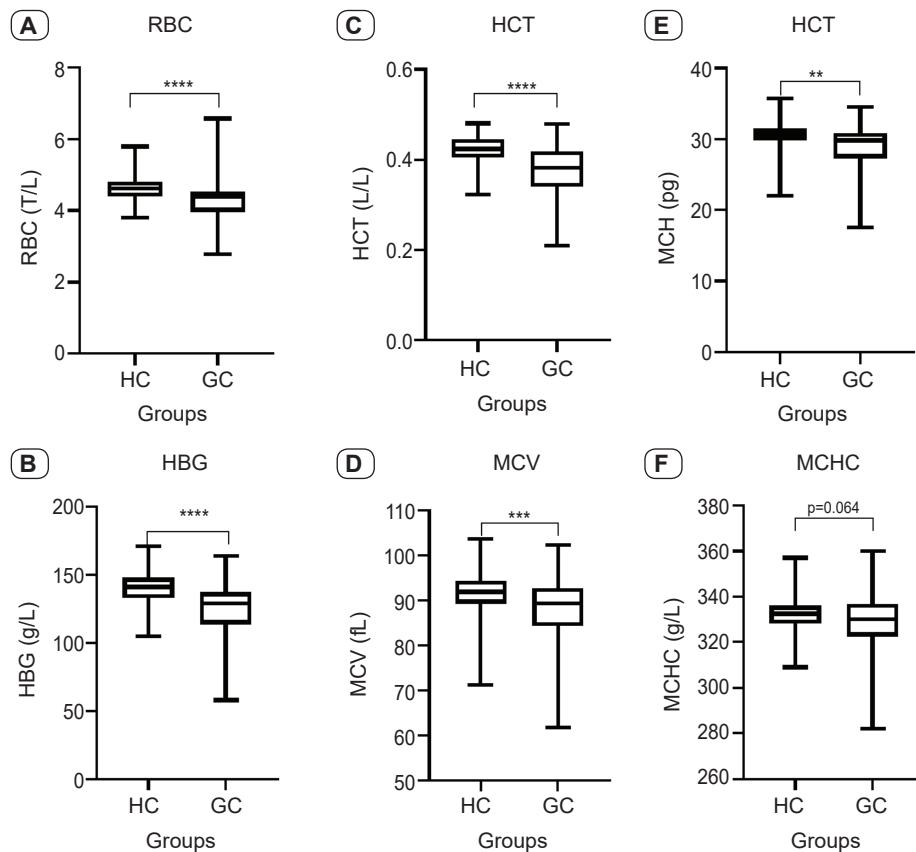 A RBC
8
6
4
2
0
RBC (T/L)
****
HC GC
Groups
C HCT
0.6
0.4
0.2
0.0
HCT (L/L)
****
HC GC
Groups
E HCT
40
30
20
10
0
MCH (pg)
**
HC GC
Groups
B HBG
200
150
100
50
0
HBG (g/L)
****
HC GC
Groups
D MCV
110
100
90
80
70
60
50
MCV (fL)
***
HC GC
Groups
F MCHC
380
360
340
320
300
280
260
MCHC (g/L)
p=0.064
HC GC
Groups